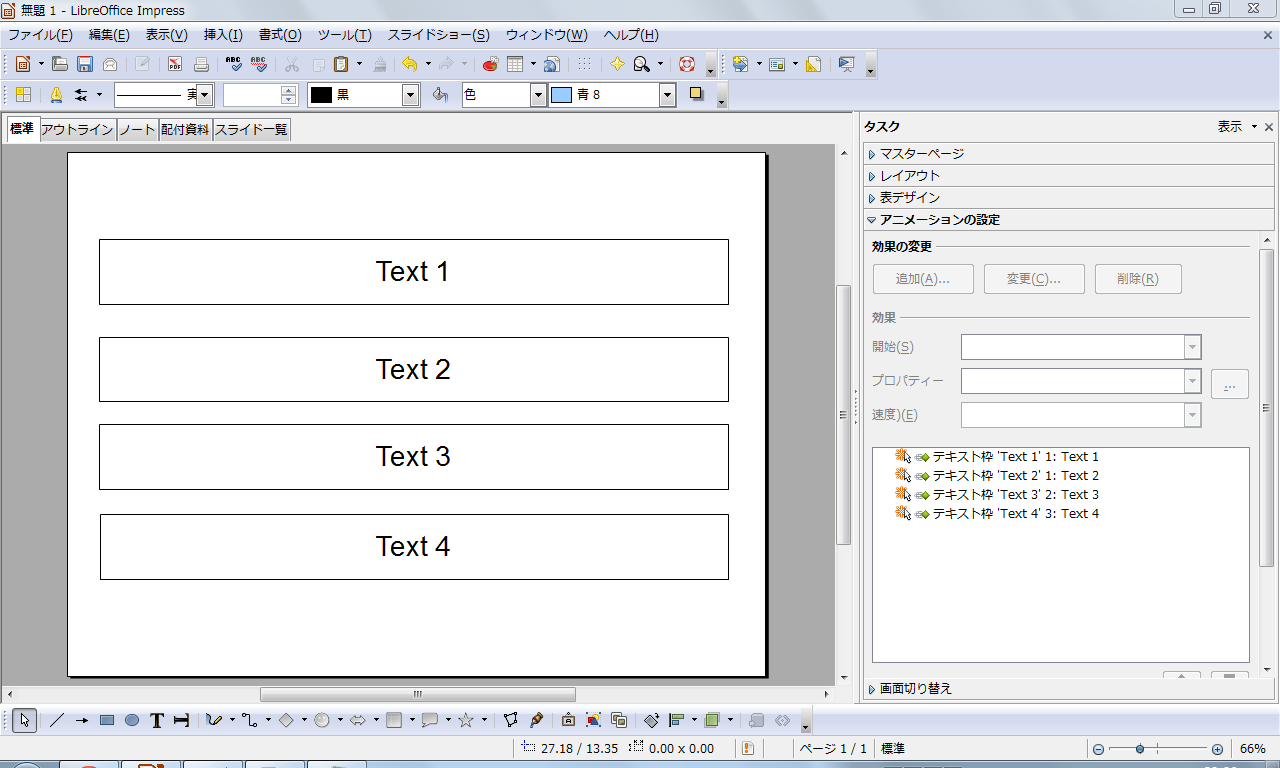 無題 1 - LibreOffice Impress
ファイル(F) 編集(E) 表示(V) 挿入(I) 書式(O) ツール(T) スライドショー(S) ウィンドウ(W) ヘルプ(H)
黒 色 青 8
標準 アウトライン ノート 配付資料 スライド一覧
Text 1
Text 2
Text 3
Text 4
タスク 表示
マスターページ
レイアウト
表デザイン
アニメーションの設定
効果の変更
追加(A)... 変更(C)... 削除(R)
効果
開始(S)
プロパティー ...
速度)(E)
テキスト枠 'Text 1' 1: Text 1
テキスト枠 'Text 2' 1: Text 2
テキスト枠 'Text 3' 2: Text 3
テキスト枠 'Text 4' 3: Text 4
画面切り替え
27.18 / 13.35 0.00 x 0.00 ページ 1 / 1 標準 66%